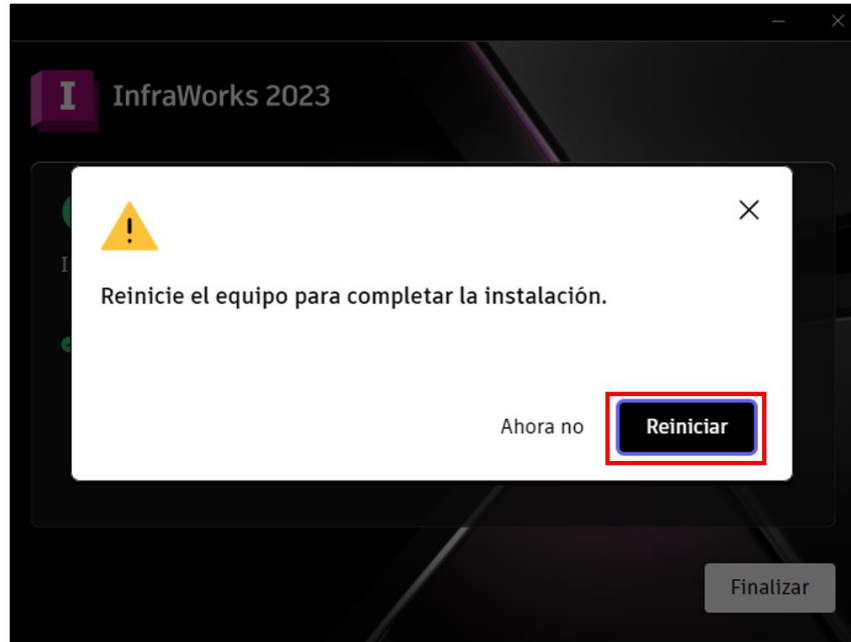 I InfraWorks 2023
I
Reinicie el equipo para completar la instalación.
Ahora no Reiniciar
Finalizar